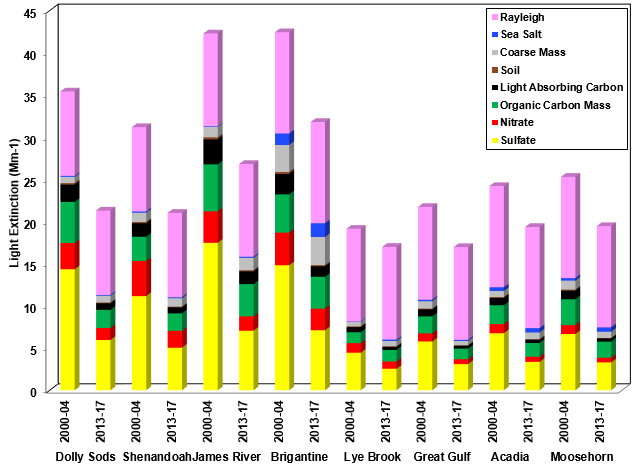 45
40
35
30
25
20
15
10
5
0
Light Extinction (Mm-1)
Rayleigh
Sea Salt
Coarse Mass
Soil
Light Absorbing Carbon
Organic Carbon Mass
Nitrate
Sulfate
2000-04
2013-17
2000-04
2013-17
2000-04
2013-17
2000-04
2013-17
2000-04
2013-17
2000-04
2013-17
2000-04
2013-17
2000-04
2013-17
Dolly Sods Shenandoah James River Brigantine Lye Brook Great Gulf Acadia Moosehorn